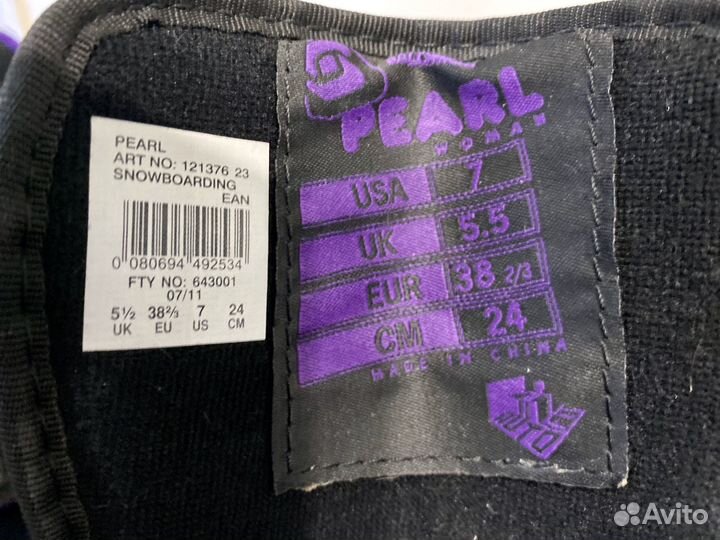 PEARL
ART NO: 121376 23
SNOWBOARDING
EAN
0 080694 492534
FTY NO: 643001
07/11
5½ 38⅔ 7 24
UK EU US CM
PEARL
WOMAN
USA 7
UK 5.5
EUR 38 2/3
CM 24
MADE IN CHINA
Avito